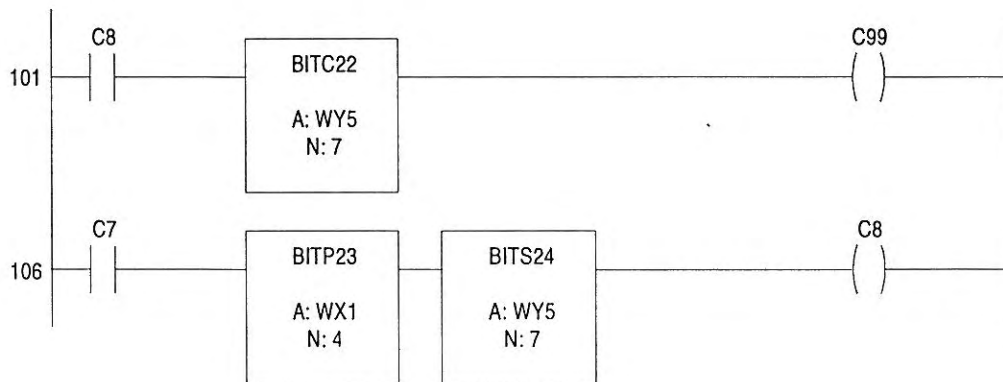 C8
C99
101
BITC22
A: WY5
N: 7
C7
C8
106
BITP23
BITS24
A: WX1
A: WY5
N: 4
N: 7